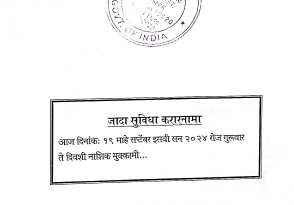 GOVT. OF INDIA
जादा सुविधा करारनामा
आज दिनांक: १९ माहे सप्टेंबर इसवी सन २०२४ रोज गुरूवार
ते दिवशी नाशिक मुक्कामी...